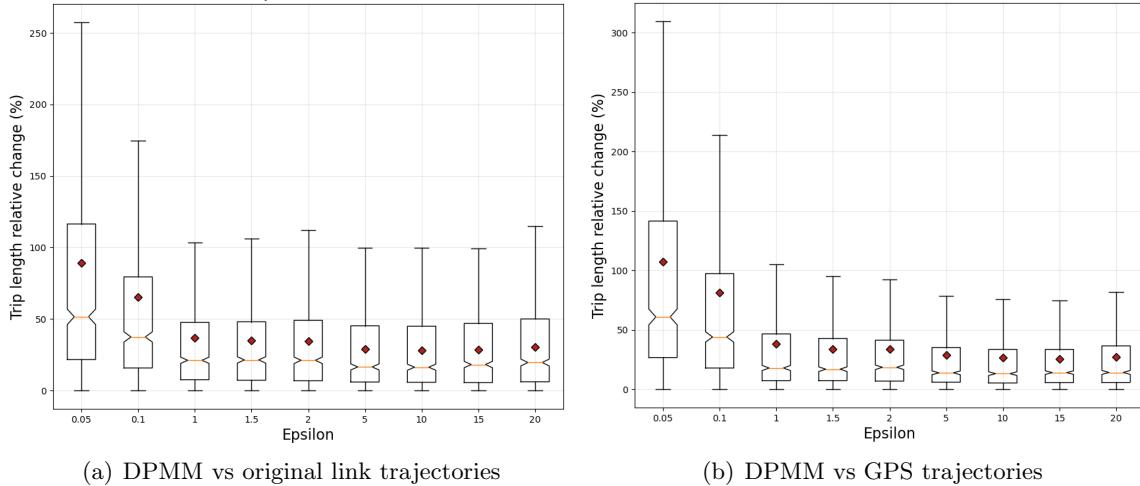 250
200
150
100
50
0
Trip length relative change (%)
0.05 0.1 1 1.5 2 5 10 15 20
Epsilon
(a) DPMM vs original link trajectories
300
250
200
150
100
50
0
Trip length relative change (%)
0.05 0.1 1 1.5 2 5 10 15 20
Epsilon
(b) DPMM vs GPS trajectories